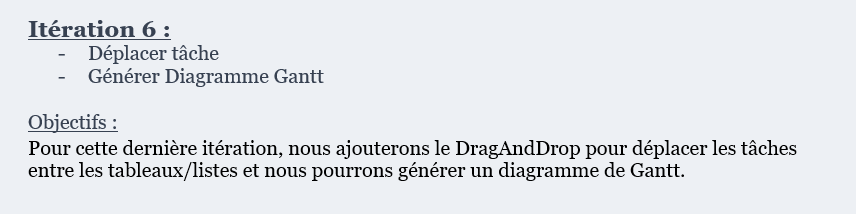 Itération 6 :
- Déplacer tâche
- Générer Diagramme Gantt
Objectifs :
Pour cette dernière itération, nous ajouterons le DragAndDrop pour déplacer les tâches
entre les tableaux/listes et nous pourrons générer un diagramme de Gantt.